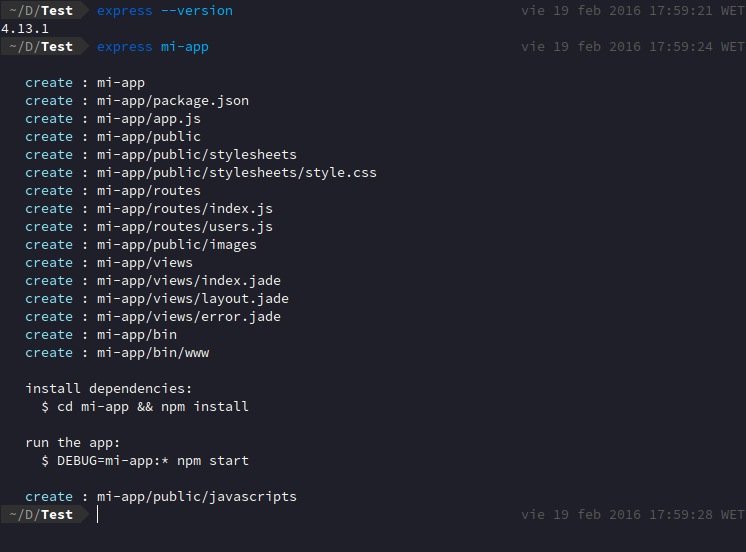 ~/D/Test express --version vie 19 feb 2016 17:59:21 WET
4.13.1
~/D/Test express mi-app vie 19 feb 2016 17:59:24 WET
create : mi-app
create : mi-app/package.json
create : mi-app/app.js
create : mi-app/public
create : mi-app/public/stylesheets
create : mi-app/public/stylesheets/style.css
create : mi-app/routes
create : mi-app/routes/index.js
create : mi-app/routes/users.js
create : mi-app/public/images
create : mi-app/views
create : mi-app/views/index.jade
create : mi-app/views/layout.jade
create : mi-app/views/error.jade
create : mi-app/bin
create : mi-app/bin/www
install dependencies:
$ cd mi-app && npm install
run the app:
$ DEBUG=mi-app:* npm start
create : mi-app/public/javascripts
~/D/Test vie 19 feb 2016 17:59:28 WET